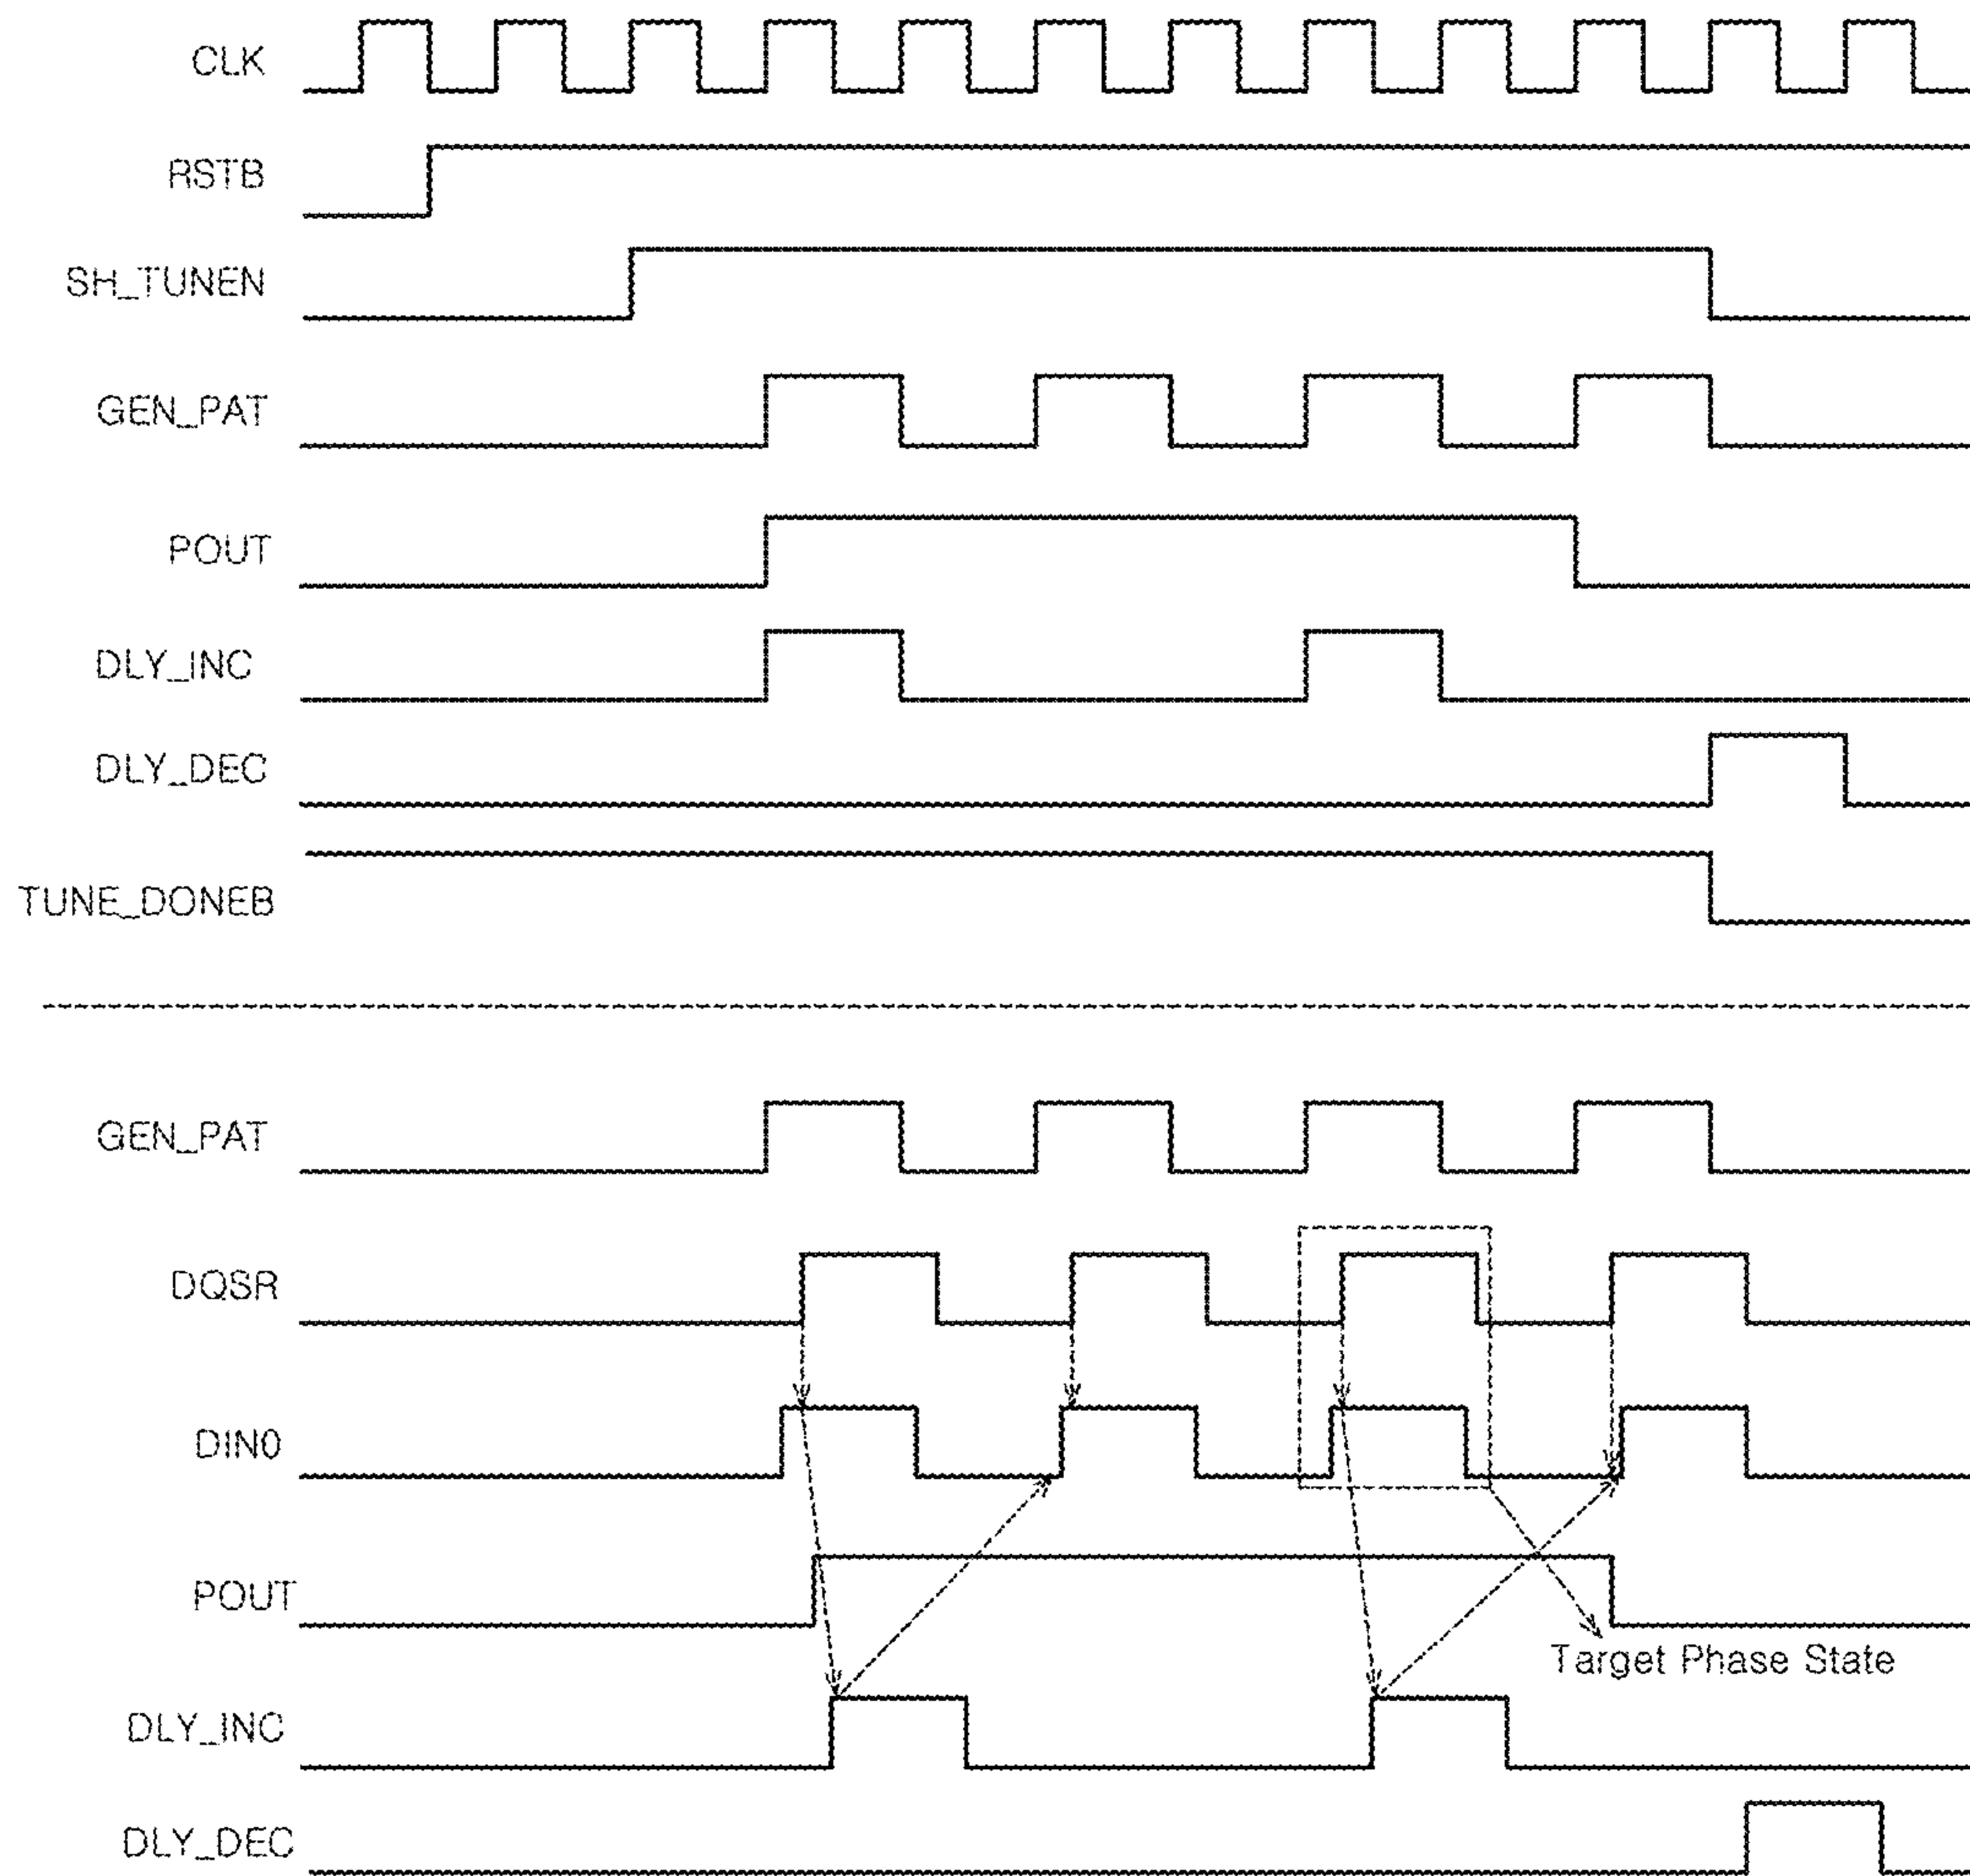 CLK
RSTB
SH_TUNEN
GEN_PAT
POUT
DLY_INC
DLY_DEC
TUNE_DONEB
GEN_PAT
DQSR
DIN0
POUT
Target Phase State
DLY_INC
DLY_DEC